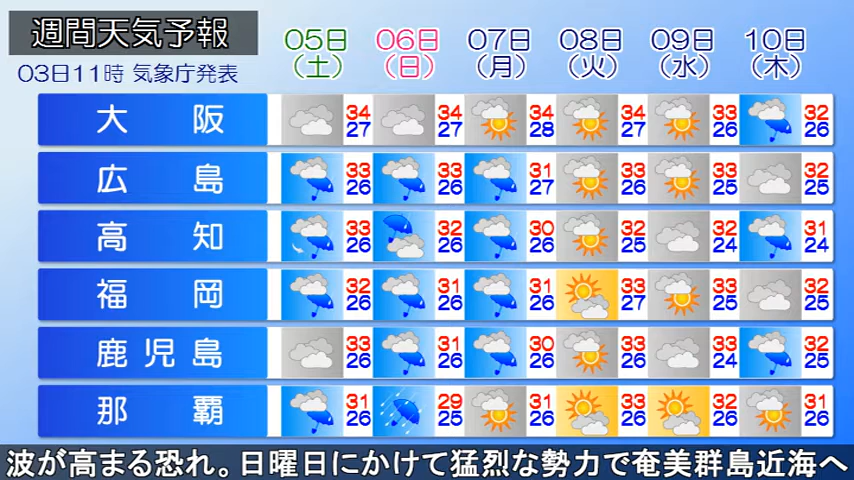 週間天気予報
03日11時 気象庁発表
05日 06日 07日 08日 09日 10日
(土) (日) (月) (火) (水) (木)
大阪 34 27 34 27 34 28 34 27 33 26 32 26
広島 33 26 33 26 31 27 33 26 33 25 32 25
高知 33 26 32 26 30 26 32 25 32 24 31 24
福岡 32 26 31 26 31 26 33 27 33 25 32 25
鹿児島 33 26 31 26 30 26 33 26 33 24 32 25
那覇 31 26 29 25 31 26 33 26 32 26 31 26
波が高まる恐れ。日曜日にかけて猛烈な勢力で奄美群島近海へ